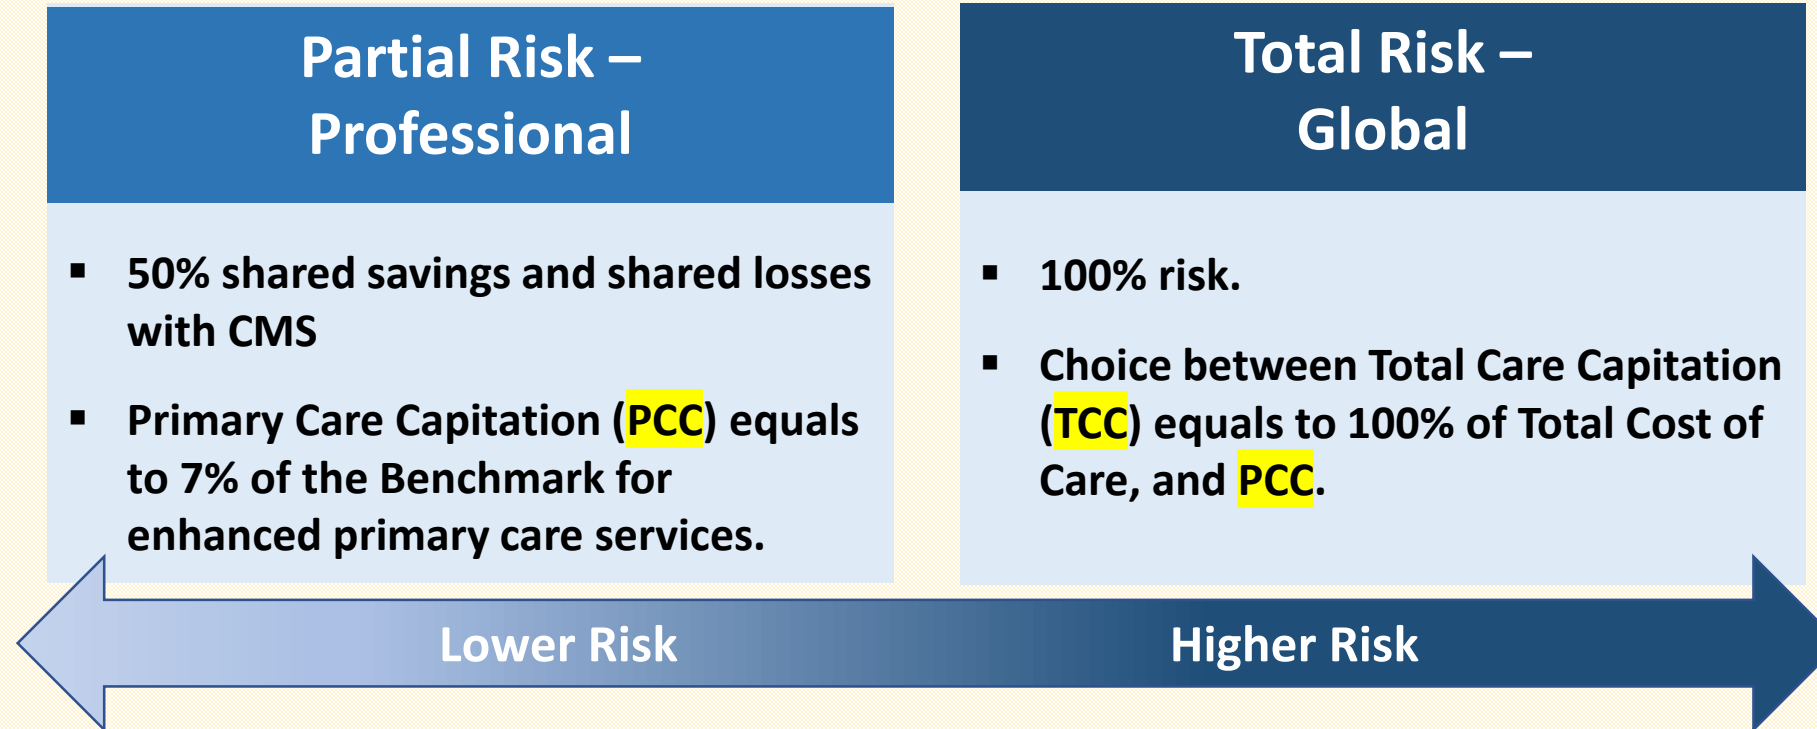 Partial Risk –
Professional
▪ 50% shared savings and shared losses
with CMS
▪ Primary Care Capitation (PCC) equals
to 7% of the Benchmark for
enhanced primary care services.
Total Risk –
Global
▪ 100% risk.
▪ Choice between Total Care Capitation
(TCC) equals to 100% of Total Cost of
Care, and PCC.
Lower Risk
Higher Risk